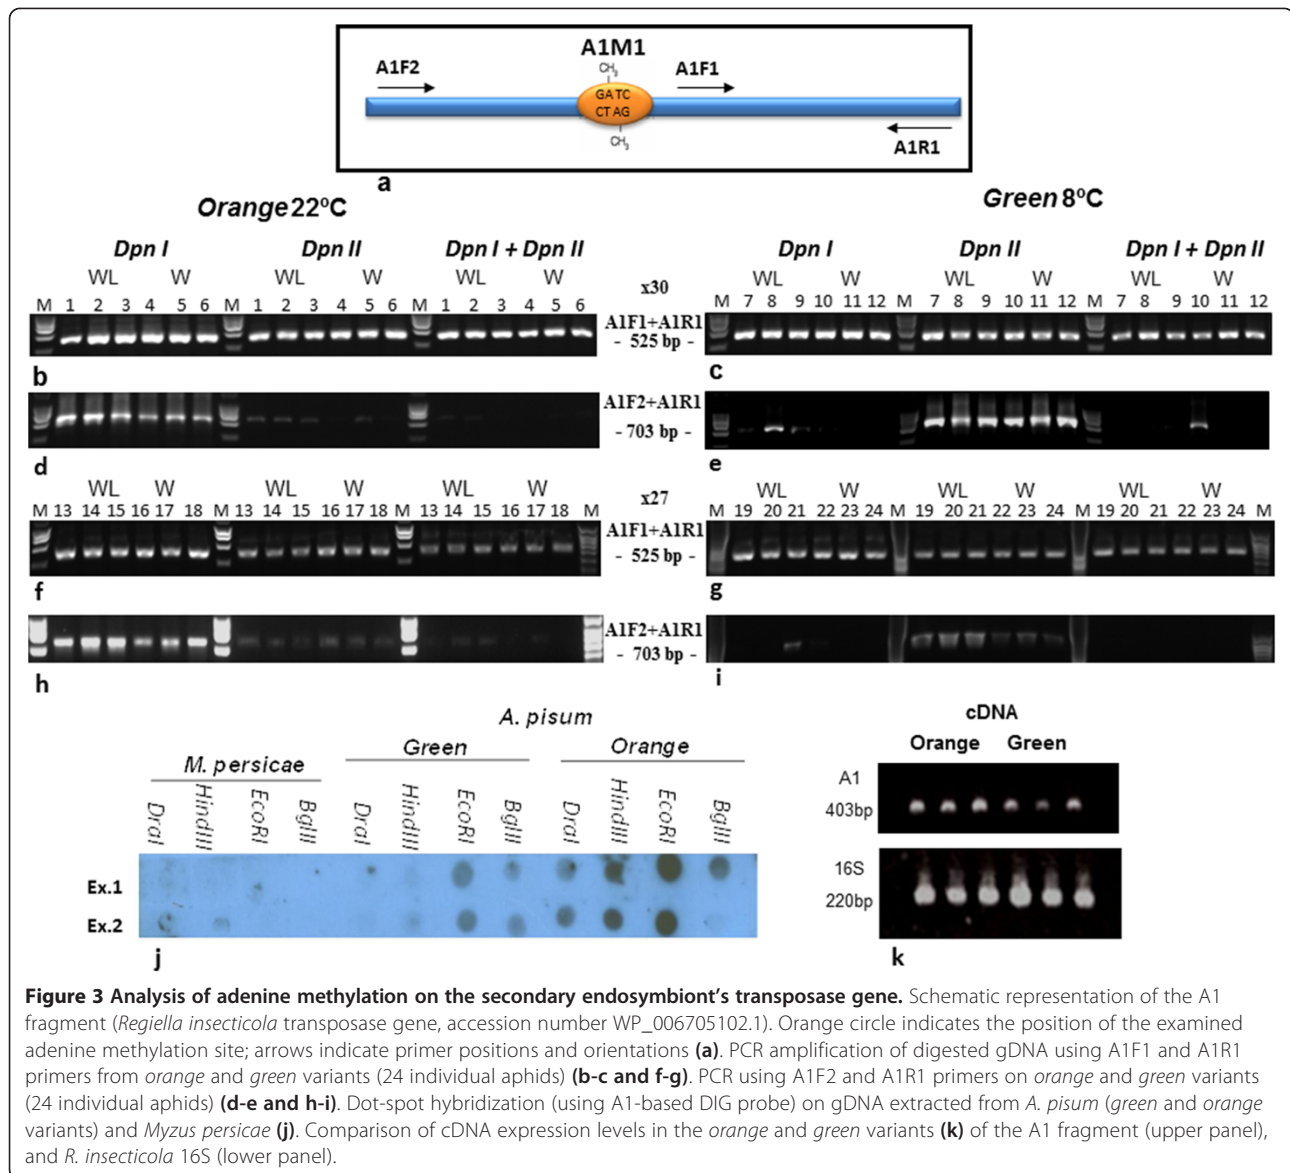 A1M1
A1F2
CH₃
A1F1
GA TC
CT AG
CH₃
A1R1
a
Orange 22ºC
Green 8ºC
Dpn I
Dpn II
Dpn I + Dpn II
Dpn I
Dpn II
Dpn I + Dpn II
WL W WL W WL W
x30
WL W WL W WL W
M 1 2 3 4 5 6 M 1 2 3 4 5 6 M 1 2 3 4 5 6
M 7 8 9 10 11 12 M 7 8 9 10 11 12 M 7 8 9 10 11 12
A1F1+A1R1
- 525 bp -
b
c
A1F2+A1R1
- 703 bp -
d
e
WL W WL W WL W
x27
WL W WL W WL W
M 13 14 15 16 17 18 M 13 14 15 16 17 18 M 13 14 15 16 17 18 M
M 19 20 21 22 23 24 M 19 20 21 22 23 24 M 19 20 21 22 23 24 M
A1F1+A1R1
- 525 bp -
f
g
A1F2+A1R1
- 703 bp -
h
i
A. pisum
M. persicae
Green
Orange
DraI HindIII EcoRI BglII DraI HindIII EcoRI BglII DraI HindIII EcoRI BglII
Ex.1
Ex.2
j
cDNA
Orange Green
A1
403bp
16S
220bp
k
Figure 3 Analysis of adenine methylation on the secondary endosymbiont's transposase gene. Schematic representation of the A1
fragment (Regiella insecticola transposase gene, accession number WP_006705102.1). Orange circle indicates the position of the examined
adenine methylation site; arrows indicate primer positions and orientations (a). PCR amplification of digested gDNA using A1F1 and A1R1
primers from orange and green variants (24 individual aphids) (b-c and f-g). PCR using A1F2 and A1R1 primers on orange and green variants
(24 individual aphids) (d-e and h-i). Dot-spot hybridization (using A1-based DIG probe) on gDNA extracted from A. pisum (green and orange
variants) and Myzus persicae (j). Comparison of cDNA expression levels in the orange and green variants (k) of the A1 fragment (upper panel),
and R. insecticola 16S (lower panel).